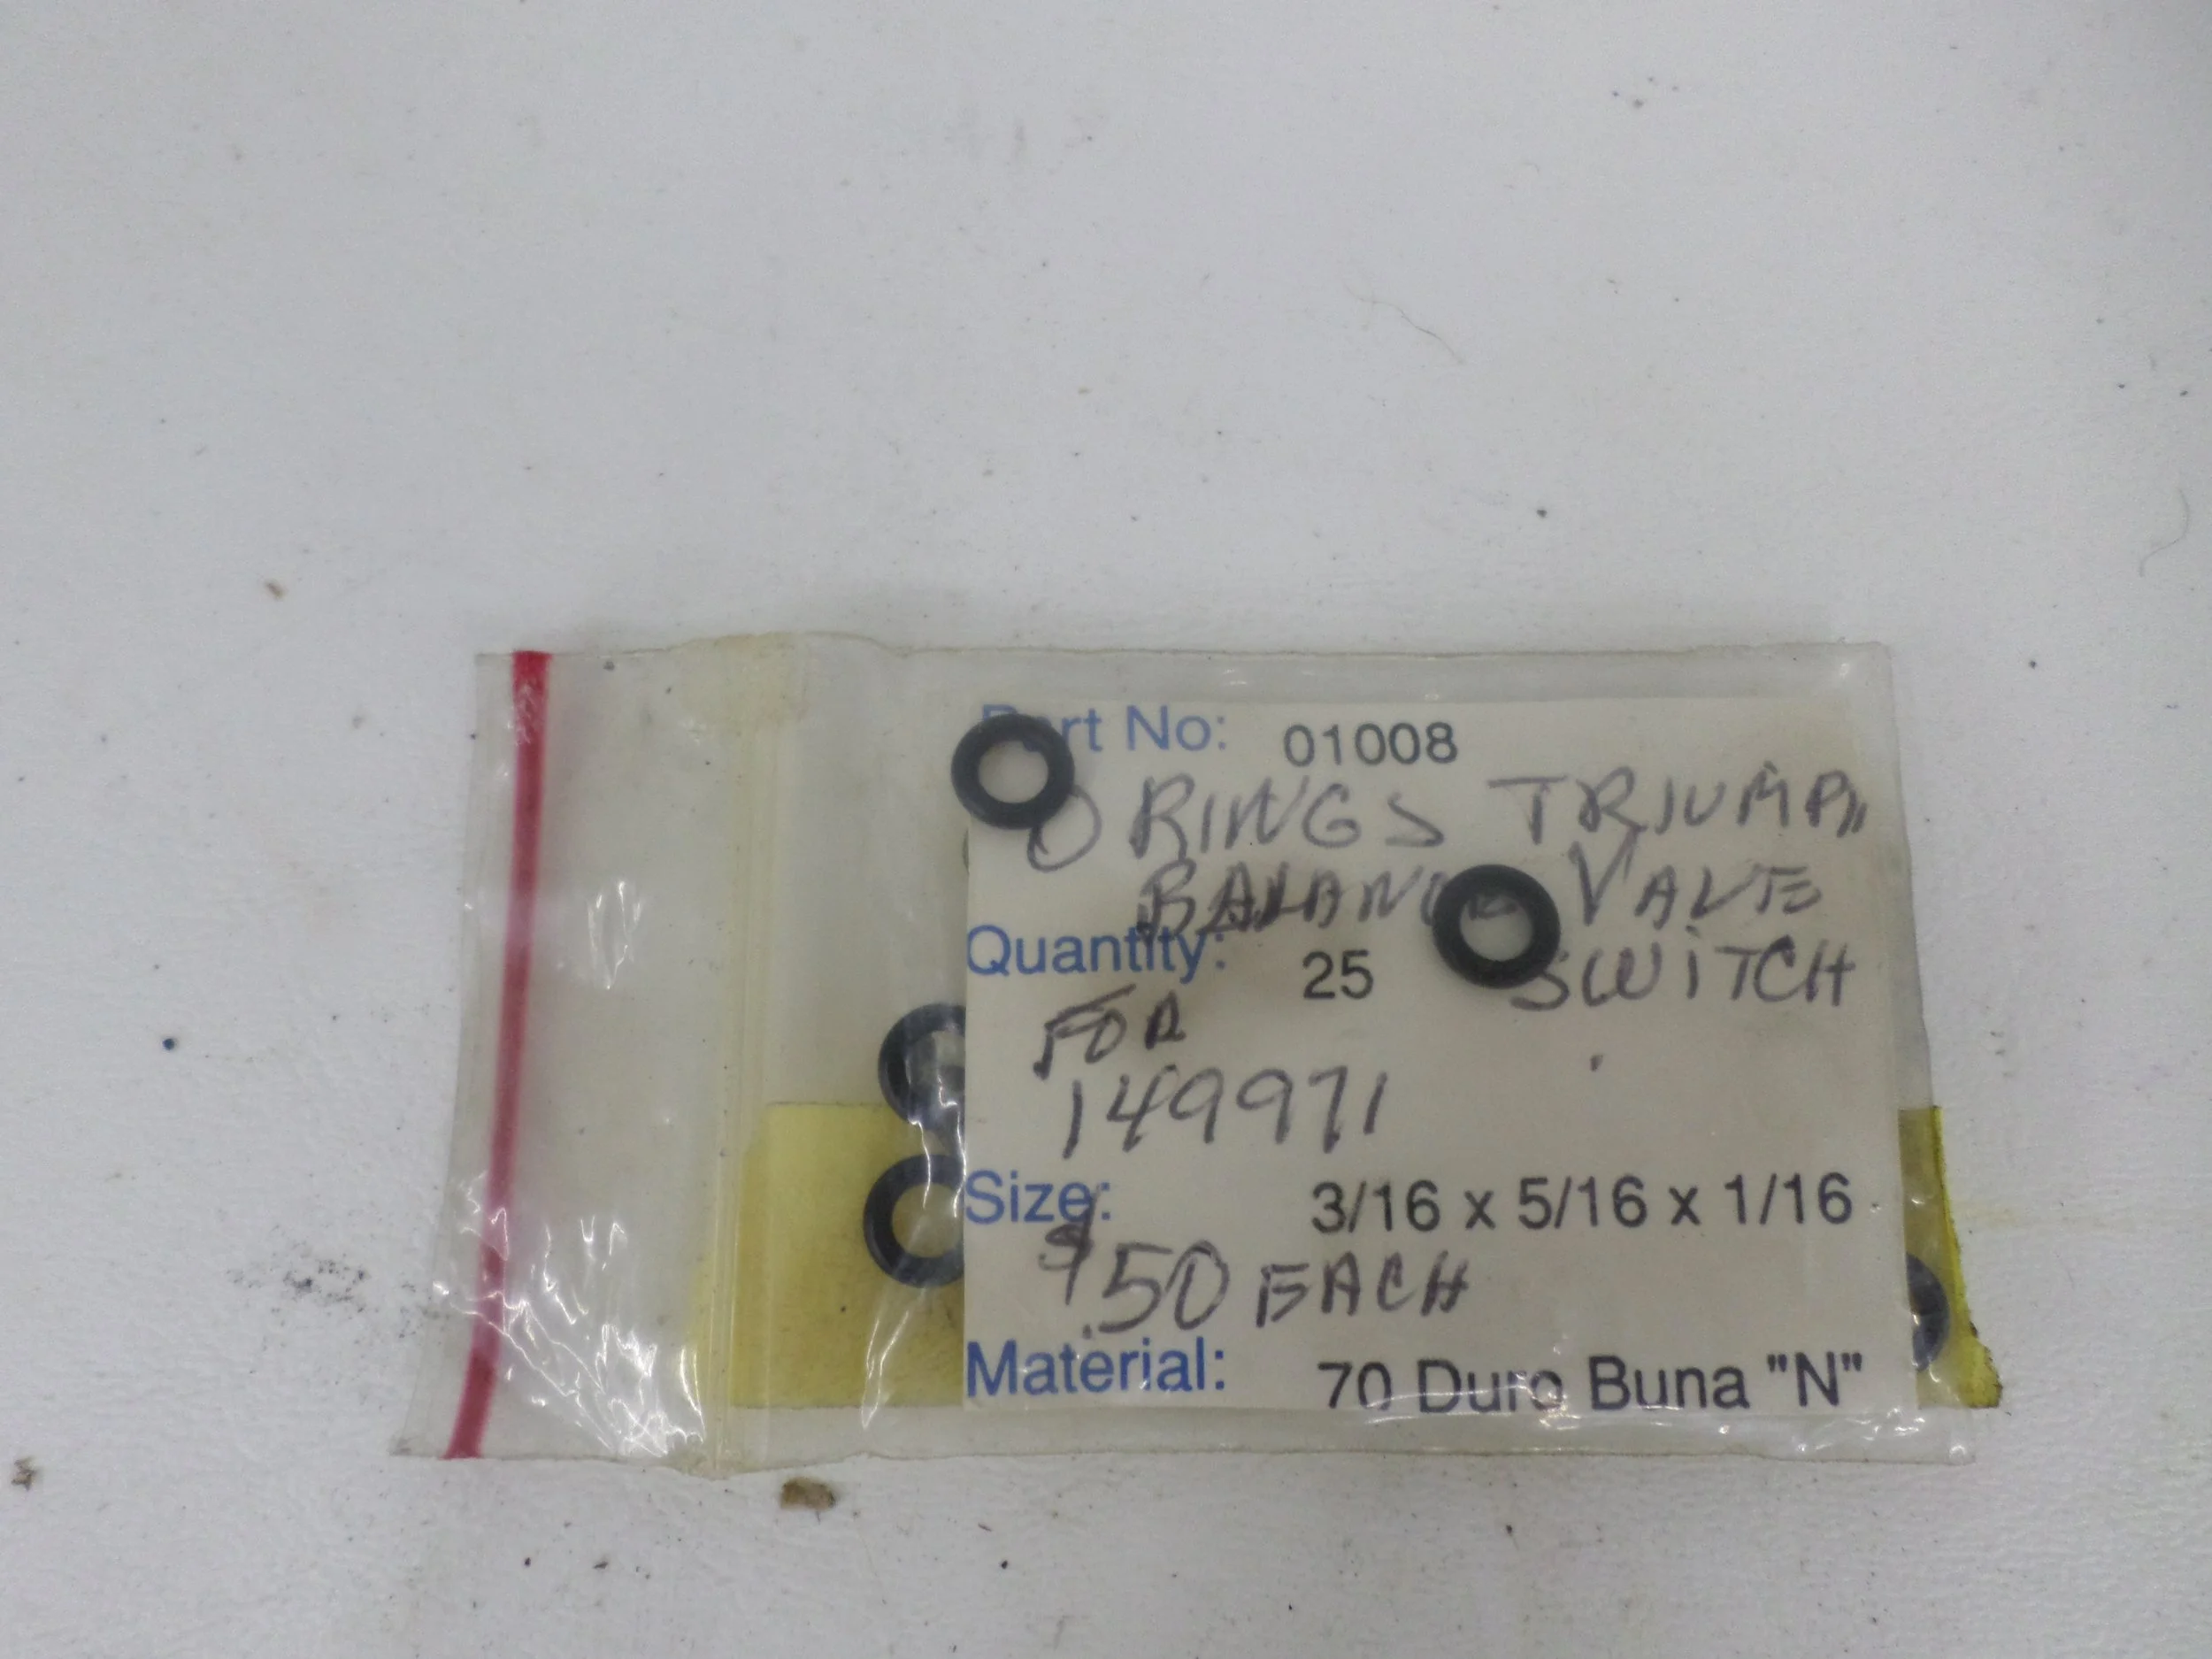 Part No: 01008
O RINGS TRIUMPH
BALANCE VALVE
Quantity: 25 SWITCH
FOR
149971
Size: 3/16 x 5/16 x 1/16
$.50 EACH
Material: 70 Duro Buna "N"